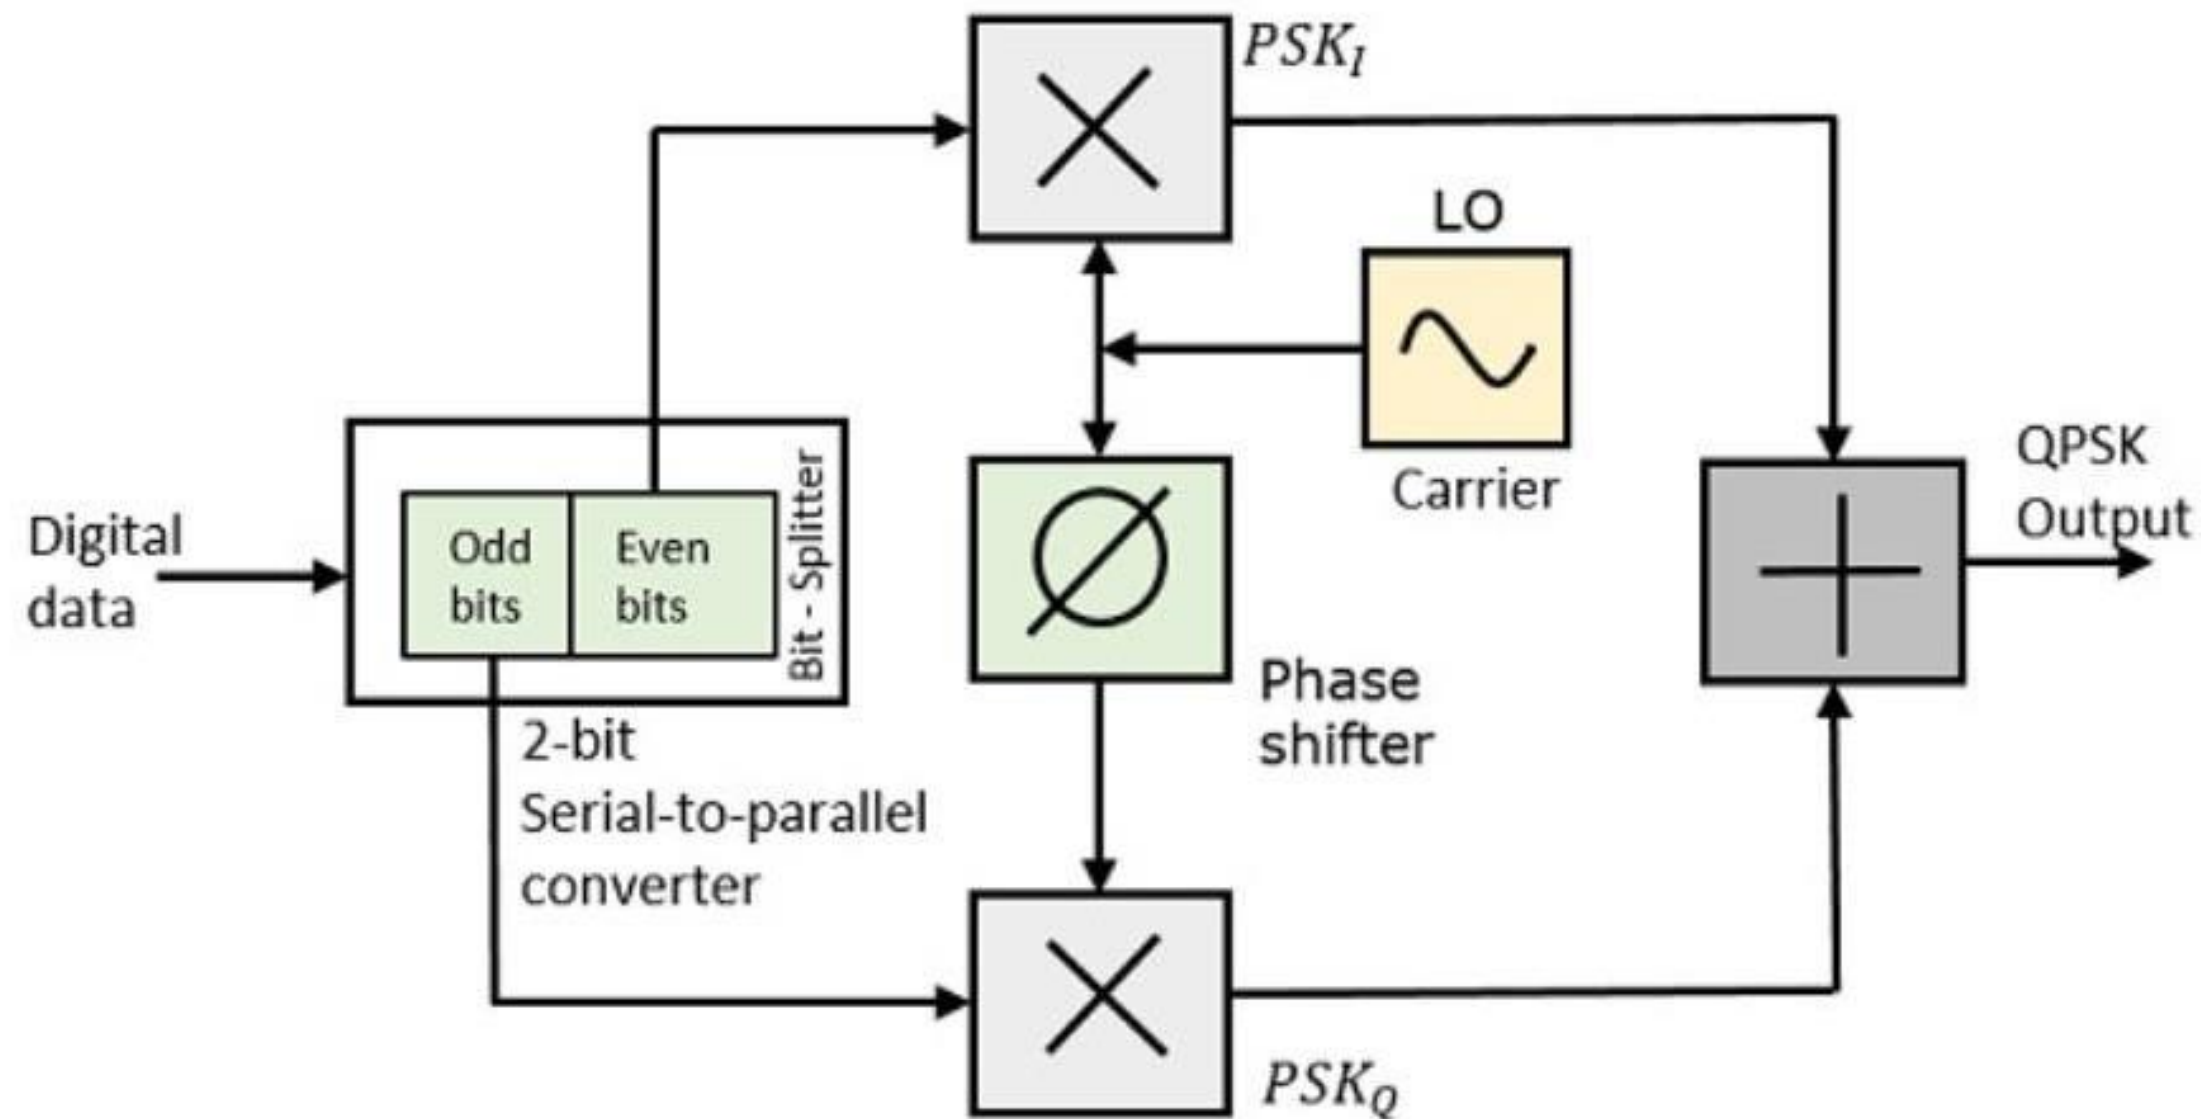 PSK_I
LO
Carrier
Digital
data
Odd
bits
Even
bits
Bit - Splitter
2-bit
Serial-to-parallel
converter
Phase
shifter
QPSK
Output
PSK_Q